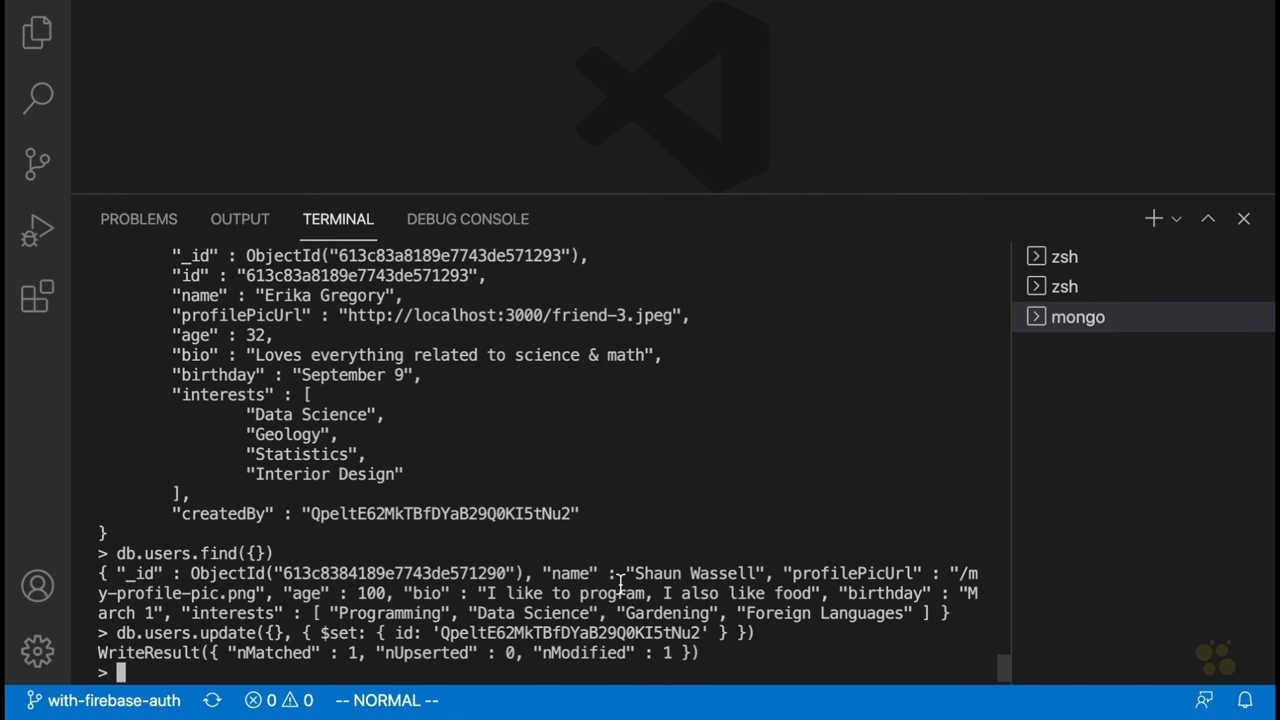 PROBLEMS OUTPUT TERMINAL DEBUG CONSOLE
"_id" : ObjectId("613c83a8189e7743de571293"),
"id" : "613c83a8189e7743de571293",
"name" : "Erika Gregory",
"profilePicUrl" : "http://localhost:3000/friend-3.jpeg",
"age" : 32,
"bio" : "Loves everything related to science & math",
"birthday" : "September 9",
"interests" : [
"Data Science",
"Geology",
"Statistics",
"Interior Design"
],
"createdBy" : "QpeltE62MkTBfDYaB29Q0KI5tNu2"
}
> db.users.find({})
{ "_id" : ObjectId("613c8384189e7743de571290"), "name" : "Shaun Wassell", "profilePicUrl" : "/m
y-profile-pic.png", "age" : 100, "bio" : "I like to program, I also like food", "birthday" : "M
arch 1", "interests" : [ "Programming", "Data Science", "Gardening", "Foreign Languages" ] }
> db.users.update({}, { $set: { id: 'QpeltE62MkTBfDYaB29Q0KI5tNu2' } })
WriteResult({ "nMatched" : 1, "nUpserted" : 0, "nModified" : 1 })
>
zsh
zsh
mongo
with-firebase-auth 0 0 -- NORMAL --